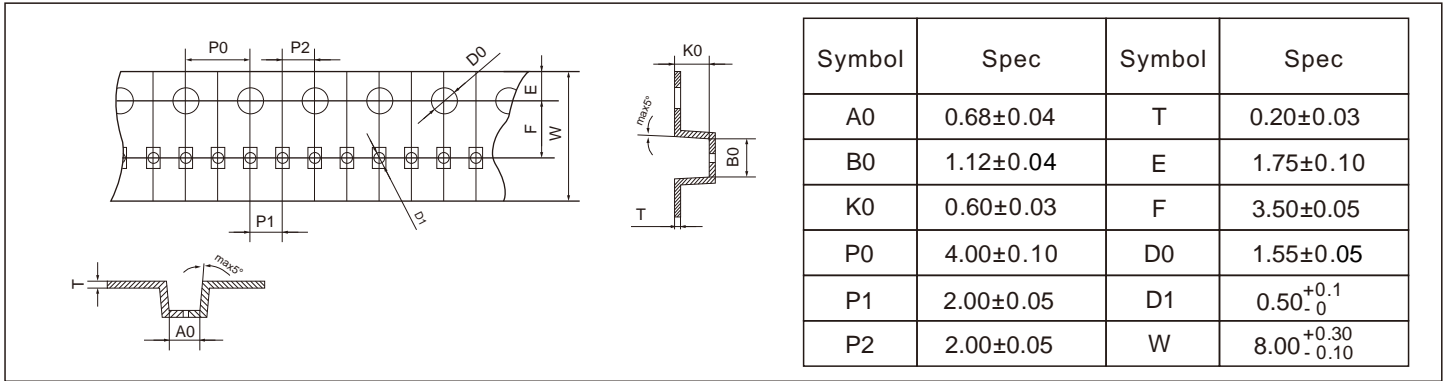 P0 P2 D0 E F W P1 D1
K0 max5° B0 T
T max5° A0
Symbol Spec Symbol Spec
A0 0.68±0.04 T 0.20±0.03
B0 1.12±0.04 E 1.75±0.10
K0 0.60±0.03 F 3.50±0.05
P0 4.00±0.10 D0 1.55±0.05
P1 2.00±0.05 D1 0.50 +0.1 - 0
P2 2.00±0.05 W 8.00 +0.30 - 0.10